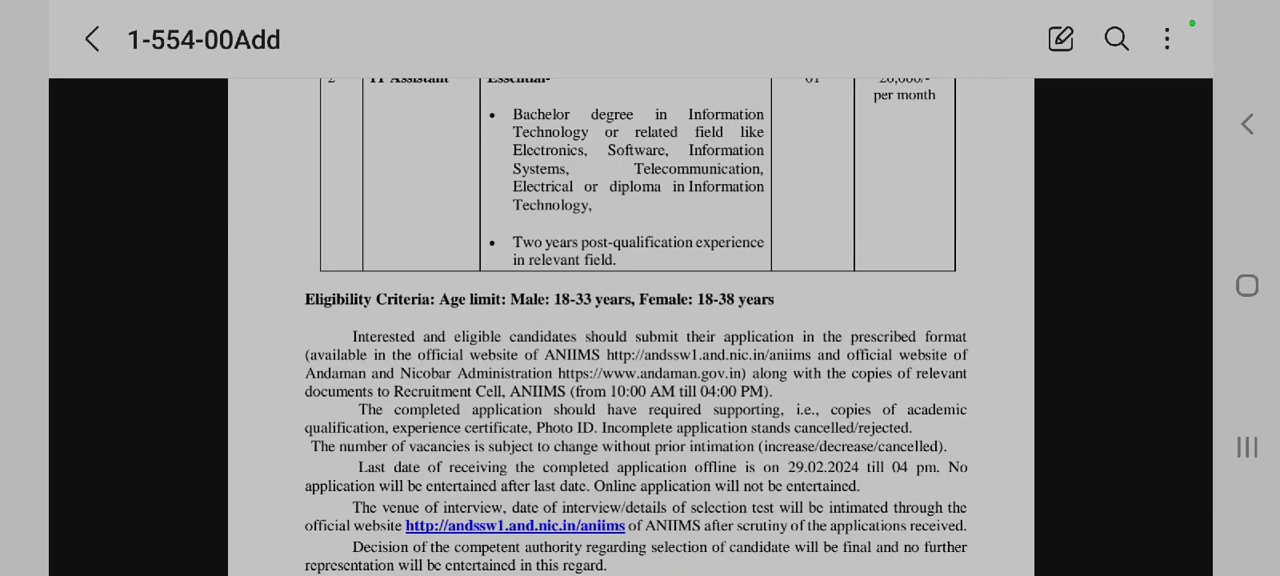 1-554-00Add
2 IT Assistant Essential- 01 20,000/-
per month
• Bachelor degree in Information
Technology or related field like
Electronics, Software, Information
Systems, Telecommunication,
Electrical or diploma in Information
Technology,
• Two years post-qualification experience
in relevant field.
Eligibility Criteria: Age limit: Male: 18-33 years, Female: 18-38 years
Interested and eligible candidates should submit their application in the prescribed format
(available in the official website of ANIIMS http://andssw1.and.nic.in/aniims and official website of
Andaman and Nicobar Administration https://www.andaman.gov.in) along with the copies of relevant
documents to Recruitment Cell, ANIIMS (from 10:00 AM till 04:00 PM).
The completed application should have required supporting, i.e., copies of academic
qualification, experience certificate, Photo ID. Incomplete application stands cancelled/rejected.
The number of vacancies is subject to change without prior intimation (increase/decrease/cancelled).
Last date of receiving the completed application offline is on 29.02.2024 till 04 pm. No
application will be entertained after last date. Online application will not be entertained.
The venue of interview, date of interview/details of selection test will be intimated through the
official website http://andssw1.and.nic.in/aniims of ANIIMS after scrutiny of the applications received.
Decision of the competent authority regarding selection of candidate will be final and no further
representation will be entertained in this regard.